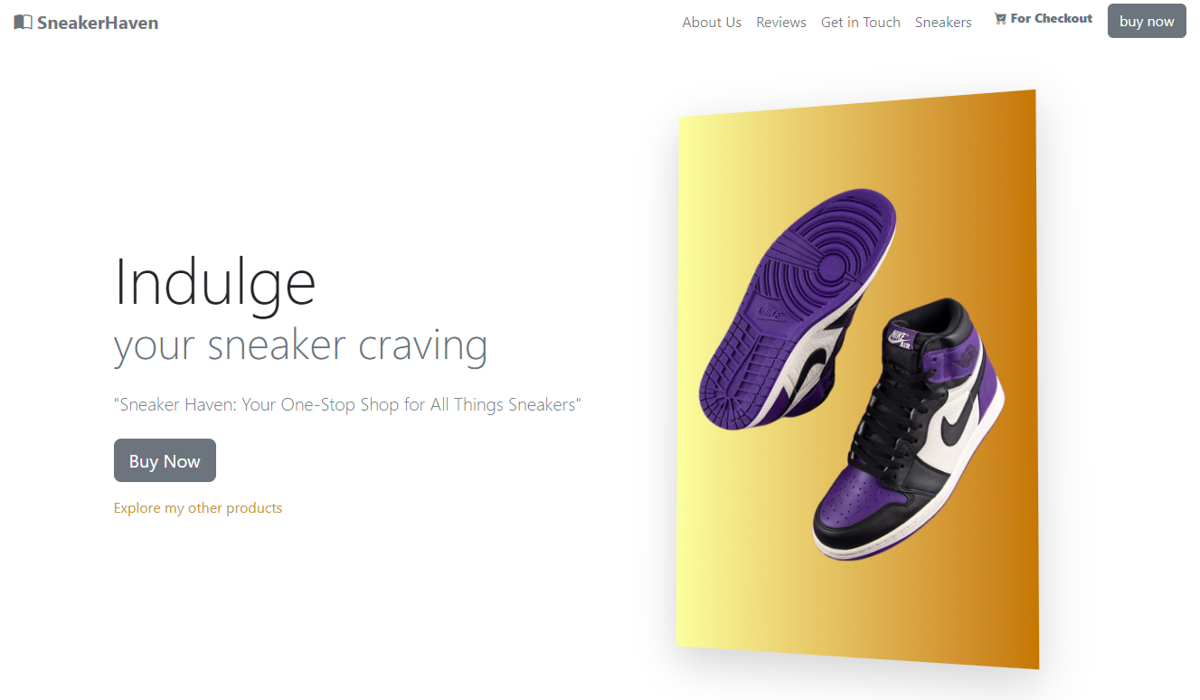 SneakerHaven
About Us Reviews Get in Touch Sneakers For Checkout buy now
Indulge
your sneaker craving
"Sneaker Haven: Your One-Stop Shop for All Things Sneakers"
Buy Now
Explore my other products
NIKE
AIR